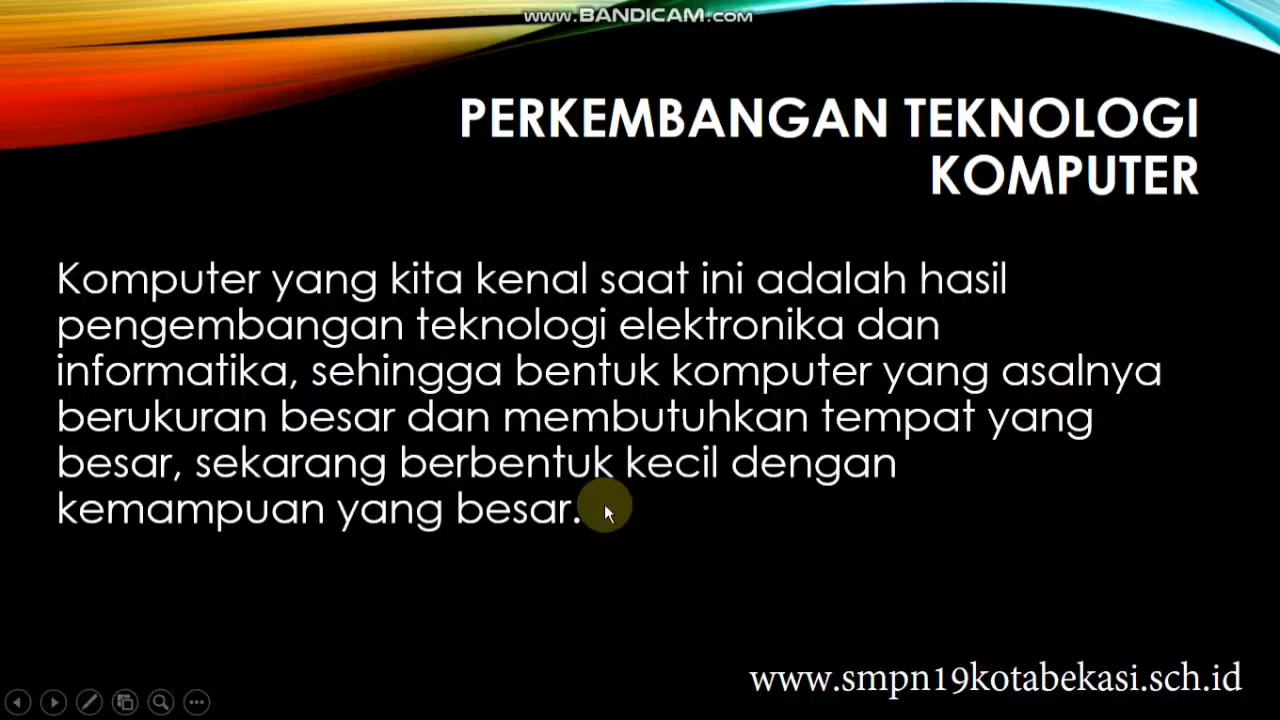 www.BANDICAM.com
PERKEMBANGAN TEKNOLOGI
KOMPUTER
Komputer yang kita kenal saat ini adalah hasil
pengembangan teknologi elektronika dan
informatika, sehingga bentuk komputer yang asalnya
berukuran besar dan membutuhkan tempat yang
besar, sekarang berbentuk kecil dengan
kemampuan yang besar.
www.smpn19kotabekasi.sch.id